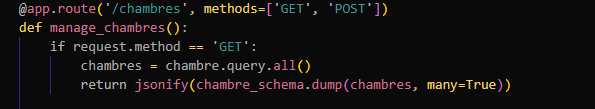 @app.route('/chambres', methods=['GET', 'POST'])
def manage_chambres():
    if request.method == 'GET':
        chambres = chambre.query.all()
        return jsonify(chambre_schema.dump(chambres, many=True))